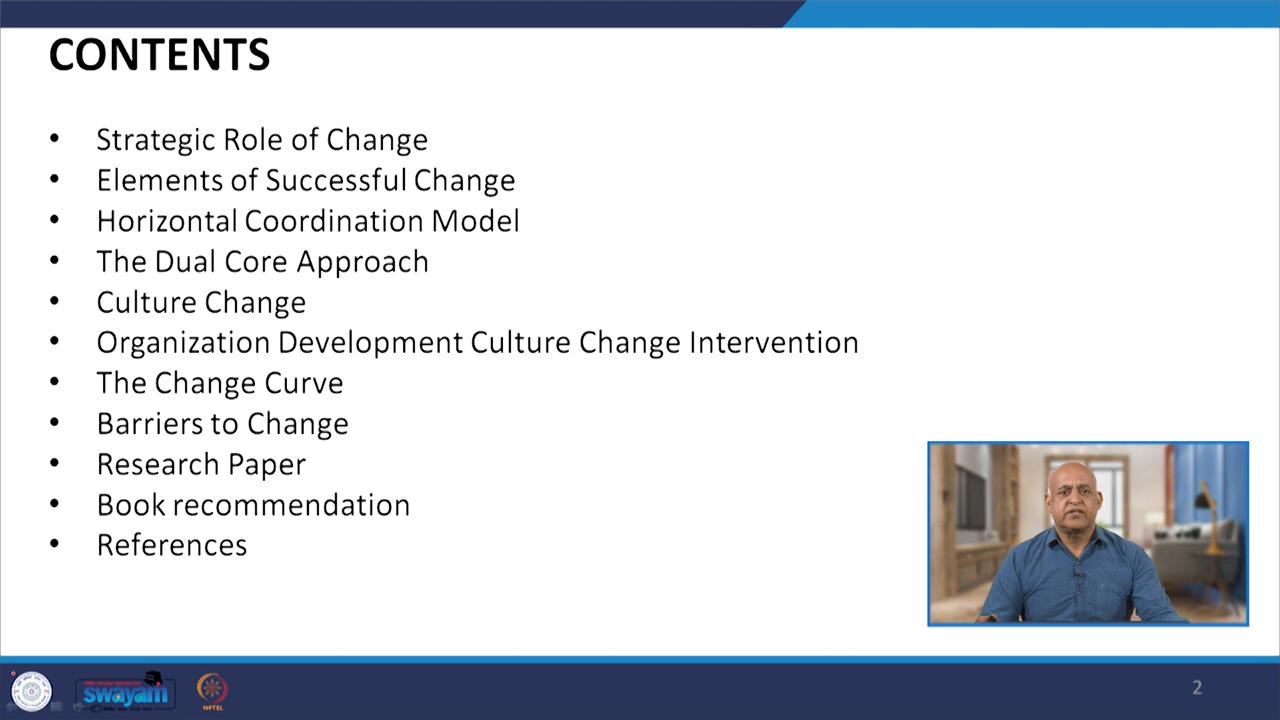 CONTENTS
• Strategic Role of Change
• Elements of Successful Change
• Horizontal Coordination Model
• The Dual Core Approach
• Culture Change
• Organization Development Culture Change Intervention
• The Change Curve
• Barriers to Change
• Research Paper
• Book recommendation
• References
swayam
NPTEL
2